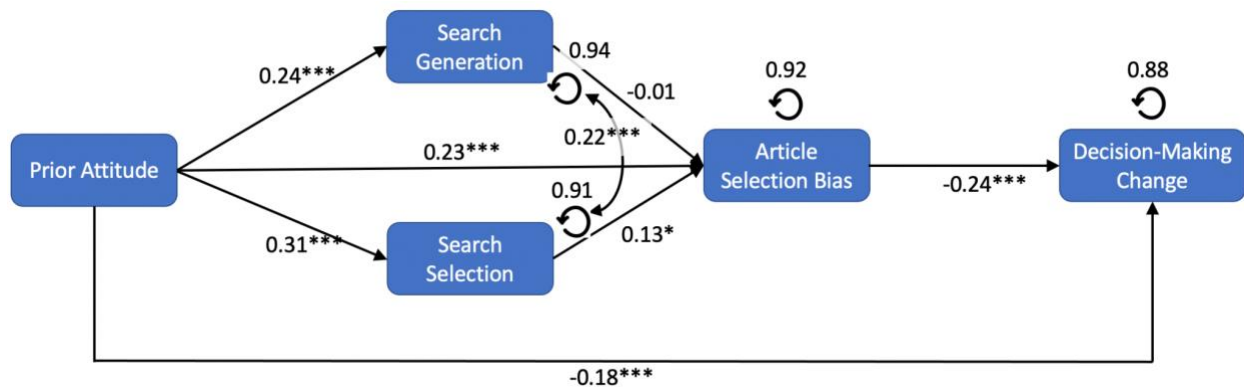 Search
Generation
0.94
0.92
0.88
0.24***
-0.01
0.22***
Prior Attitude
0.23***
Article
Selection Bias
Decision-Making
Change
0.91
-0.24***
0.31***
Search
Selection
0.13*
-0.18***